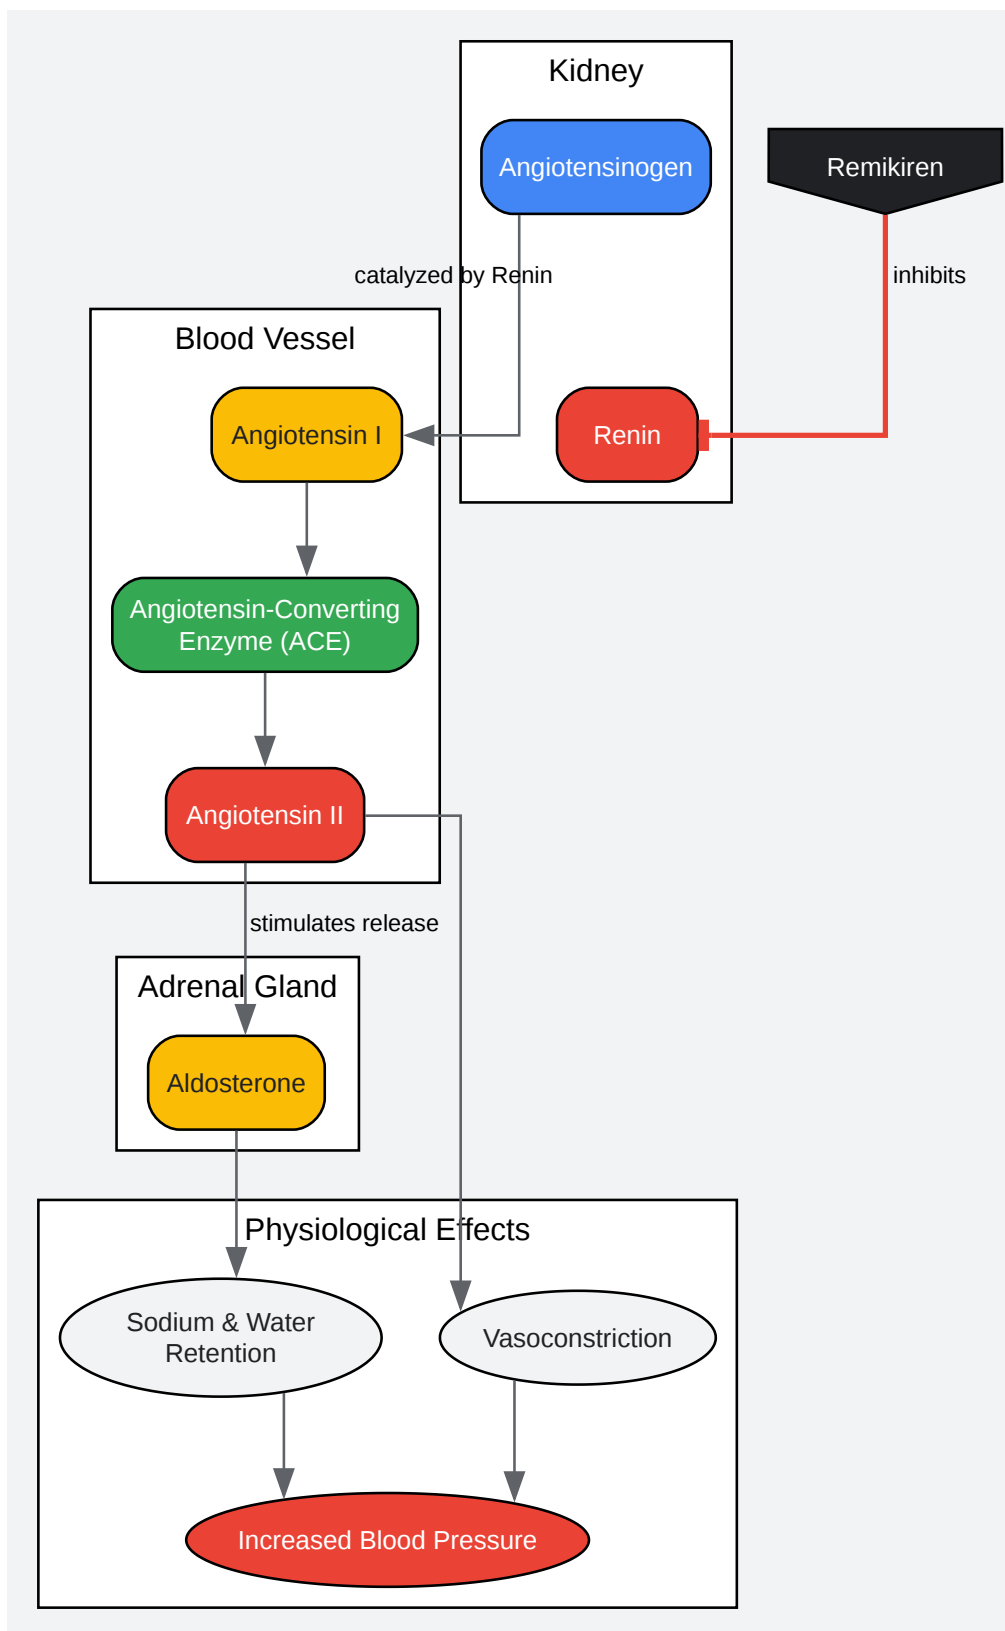 Kidney
Angiotensinogen
Remikiren
catalyzed by Renin
inhibits
Blood Vessel
Angiotensin I
Renin
Angiotensin-Converting
Enzyme (ACE)
Angiotensin II
stimulates release
Adrenal Gland
Aldosterone
Physiological Effects
Sodium & Water
Retention
Vasoconstriction
Increased Blood Pressure